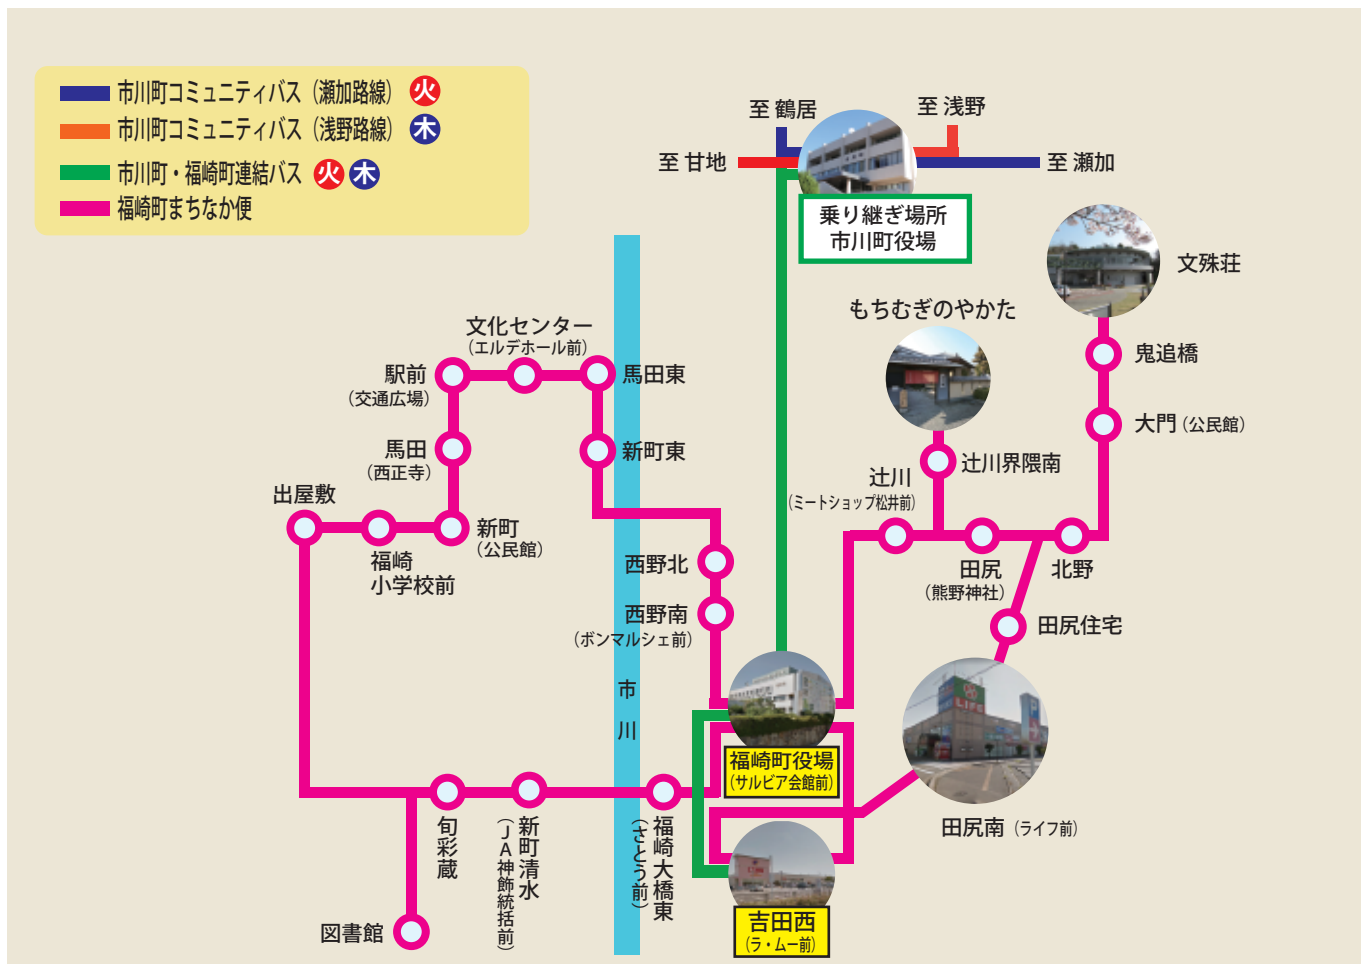 市川町コミュニティバス（瀬加路線） 火
市川町コミュニティバス（浅野路線） 木
市川町・福崎町連結バス 火 木
福崎町まちなか便
至 鶴居
至 浅野
至 甘地
至 瀬加
乗り継ぎ場所
市川町役場
文殊荘
もちむぎのやかた
鬼追橋
大門（公民館）
辻川界隈南
辻川
（ミートショップ松井前）
田尻
（熊野神社）
北野
田尻住宅
田尻南（ライフ前）
LIFE
文化センター
（エルデホール前）
駅前
（交通広場）
馬田東
馬田
（西正寺）
新町東
出屋敷
新町
（公民館）
福崎
小学校前
西野北
西野南
（ボンマルシェ前）
市川
福崎町役場
（サルビア会館前）
旬彩蔵
新町清水
（ＪＡ神飾統括前）
福崎大橋東
（さとう前）
図書館
吉田西
（ラ・ムー前）